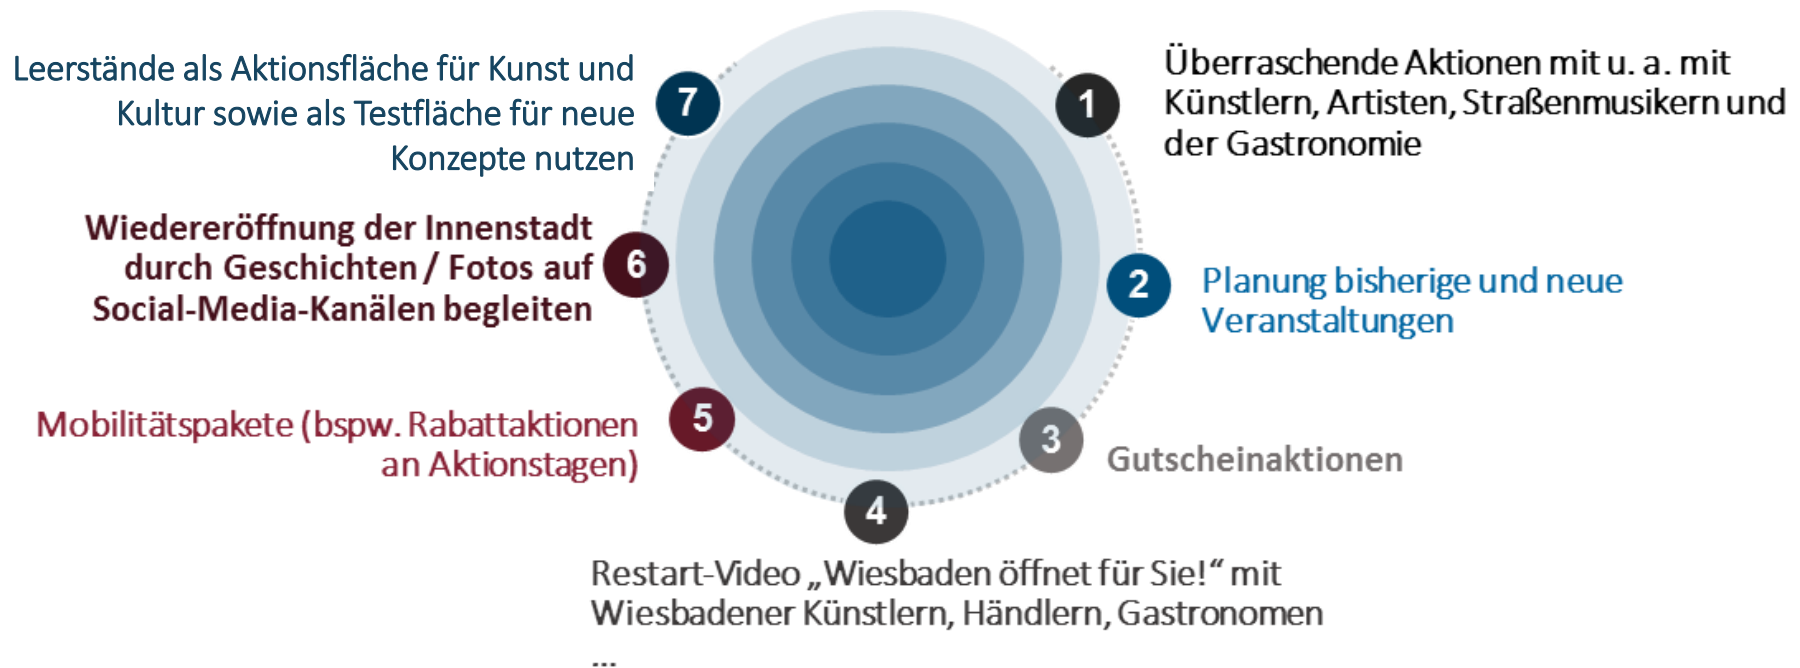 1
Überraschende Aktionen mit u. a. mit
Künstlern, Artisten, Straßenmusikern und
der Gastronomie
2
Planung bisherige und neue
Veranstaltungen
3
Gutscheinaktionen
4
Restart-Video „Wiesbaden öffnet für Sie!“ mit
Wiesbadener Künstlern, Händlern, Gastronomen
...
5
Mobilitätspakete (bspw. Rabattaktionen
an Aktionstagen)
6
Wiedereröffnung der Innenstadt
durch Geschichten / Fotos auf
Social-Media-Kanälen begleiten
7
Leerstände als Aktionsfläche für Kunst und
Kultur sowie als Testfläche für neue
Konzepte nutzen